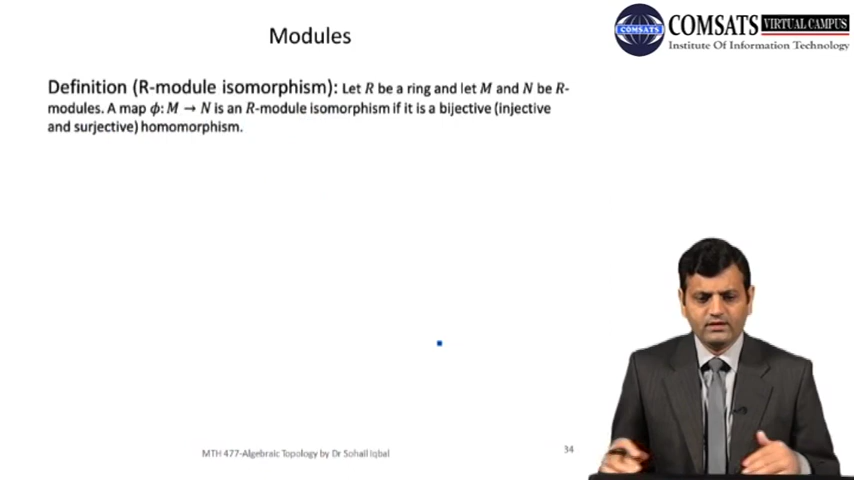 Modules
COMSATS VIRTUAL CAMPUS
Institute Of Information Technology
COMSATS
Definition (R-module isomorphism): Let R be a ring and let M and N be R-
modules. A map ϕ: M → N is an R-module isomorphism if it is a bijective (injective
and surjective) homomorphism.
MTH 477-Algebraic Topology by Dr Sohail Iqbal
34